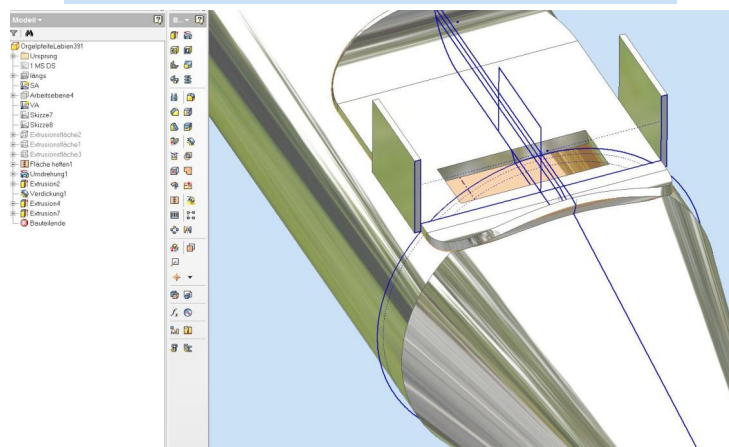 Modell
B...
OrgelpfeifeLabien391
Ursprung
1 MS DS
längs
SA
Arbeitsebene4
VA
Skizze7
Skizze8
Extrusionsfläche2
Extrusionsfläche1
Extrusionsfläche3
Fläche heften1
Umdrehung1
Extrusion2
Verdickung1
Extrusion4
Extrusion7
Bauteilende